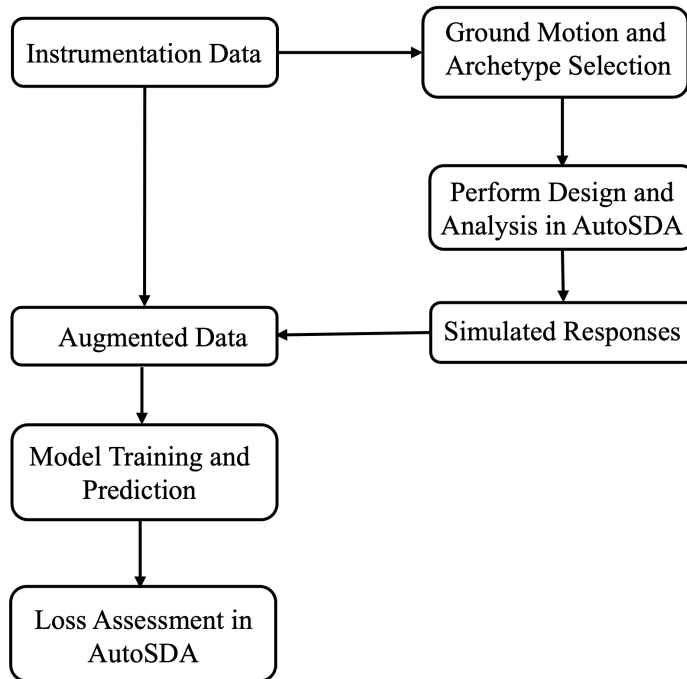 Instrumentation Data
Ground Motion and
Archetype Selection
Perform Design and
Analysis in AutoSDA
Simulated Responses
Augmented Data
Model Training and
Prediction
Loss Assessment in
AutoSDA